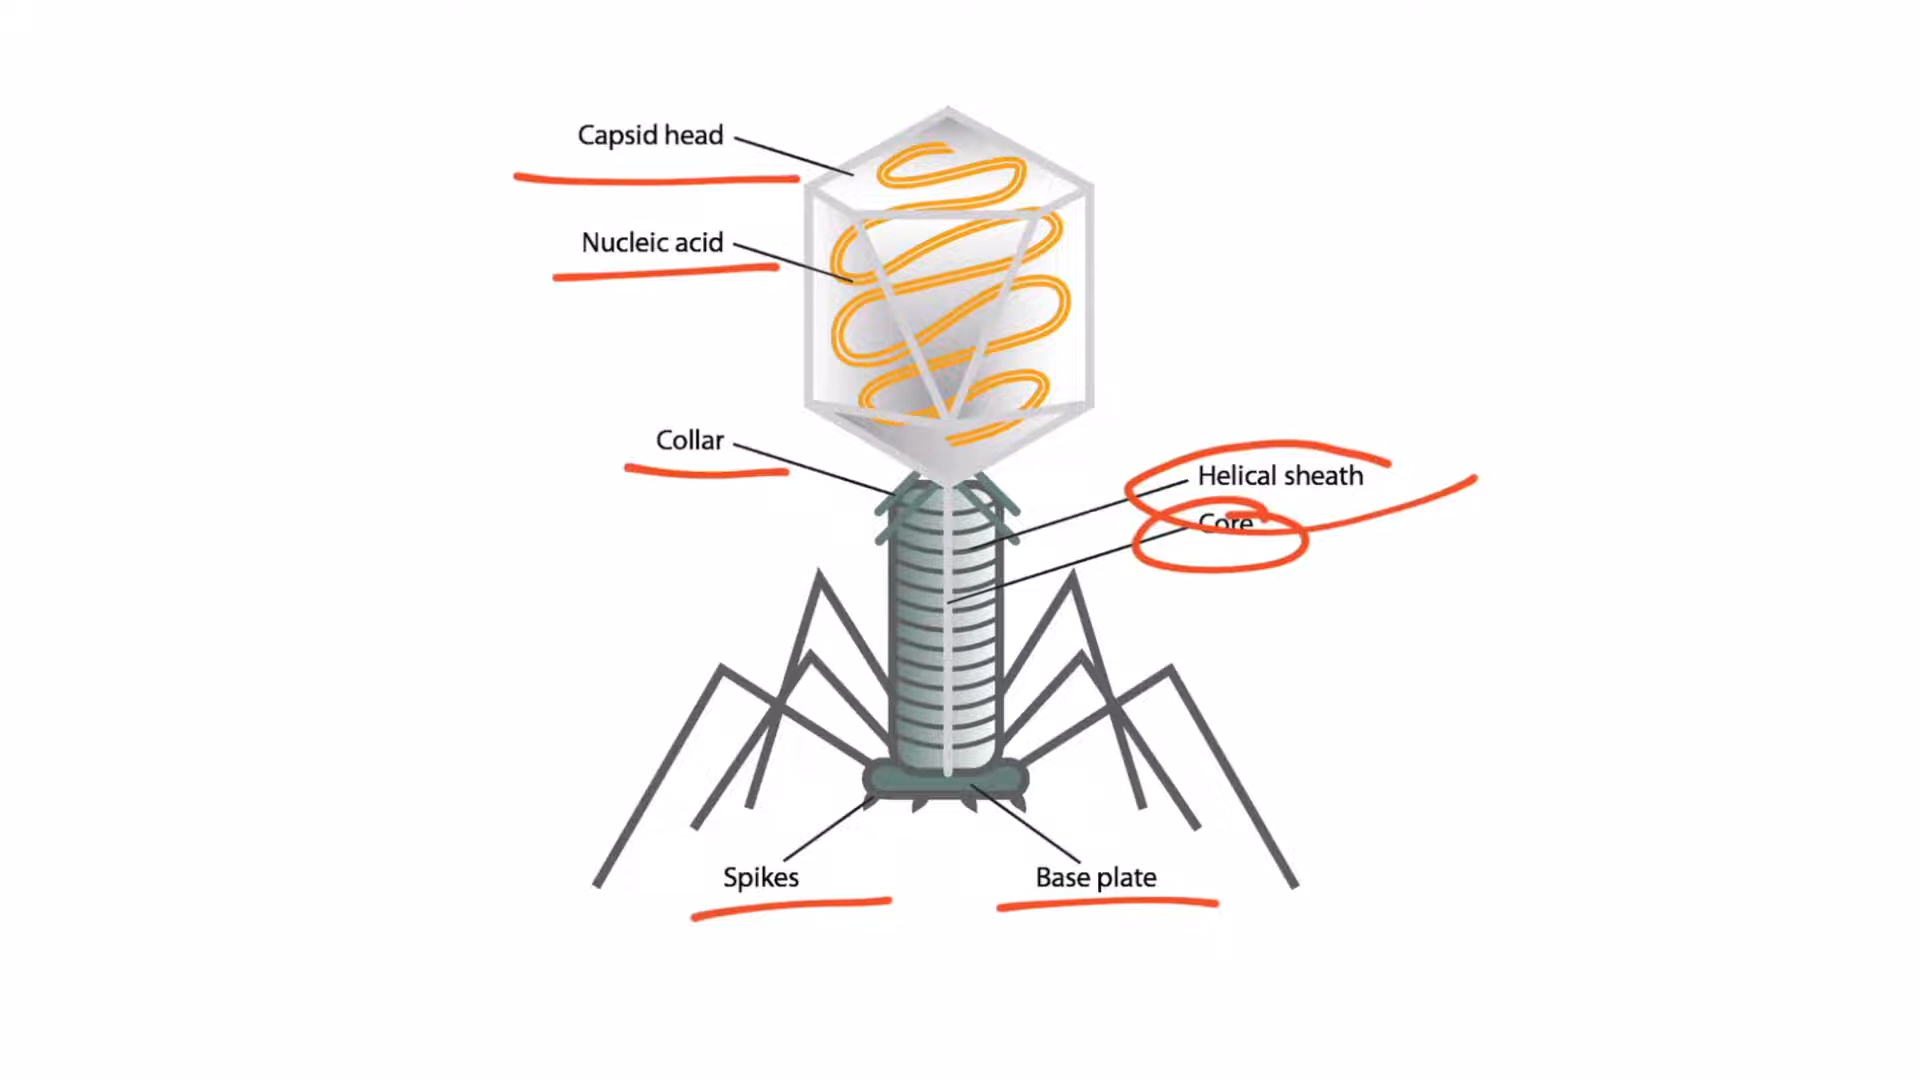 Capsid head
Nucleic acid
Collar
Helical sheath
Core
Spikes
Base plate